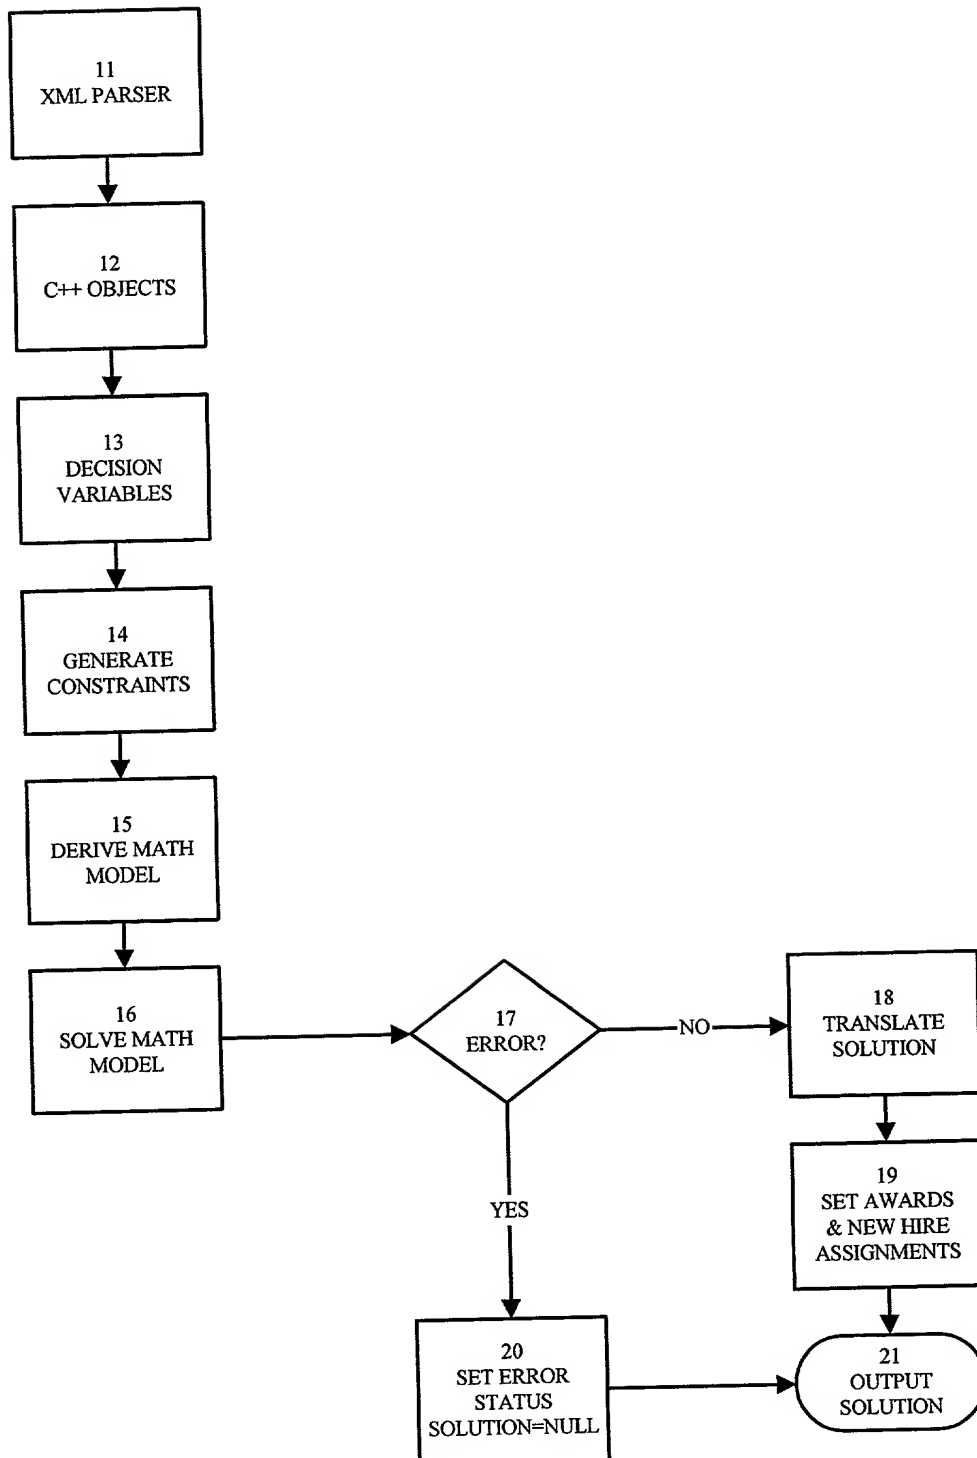 11
XML PARSER
12
C++ OBJECTS
13
DECISION
VARIABLES
14
GENERATE
CONSTRAINTS
15
DERIVE MATH
MODEL
16
SOLVE MATH
MODEL
17
ERROR?
NO
18
TRANSLATE
SOLUTION
19
SET AWARDS
& NEW HIRE
ASSIGNMENTS
YES
20
SET ERROR
STATUS
SOLUTION=NULL
21
OUTPUT
SOLUTION